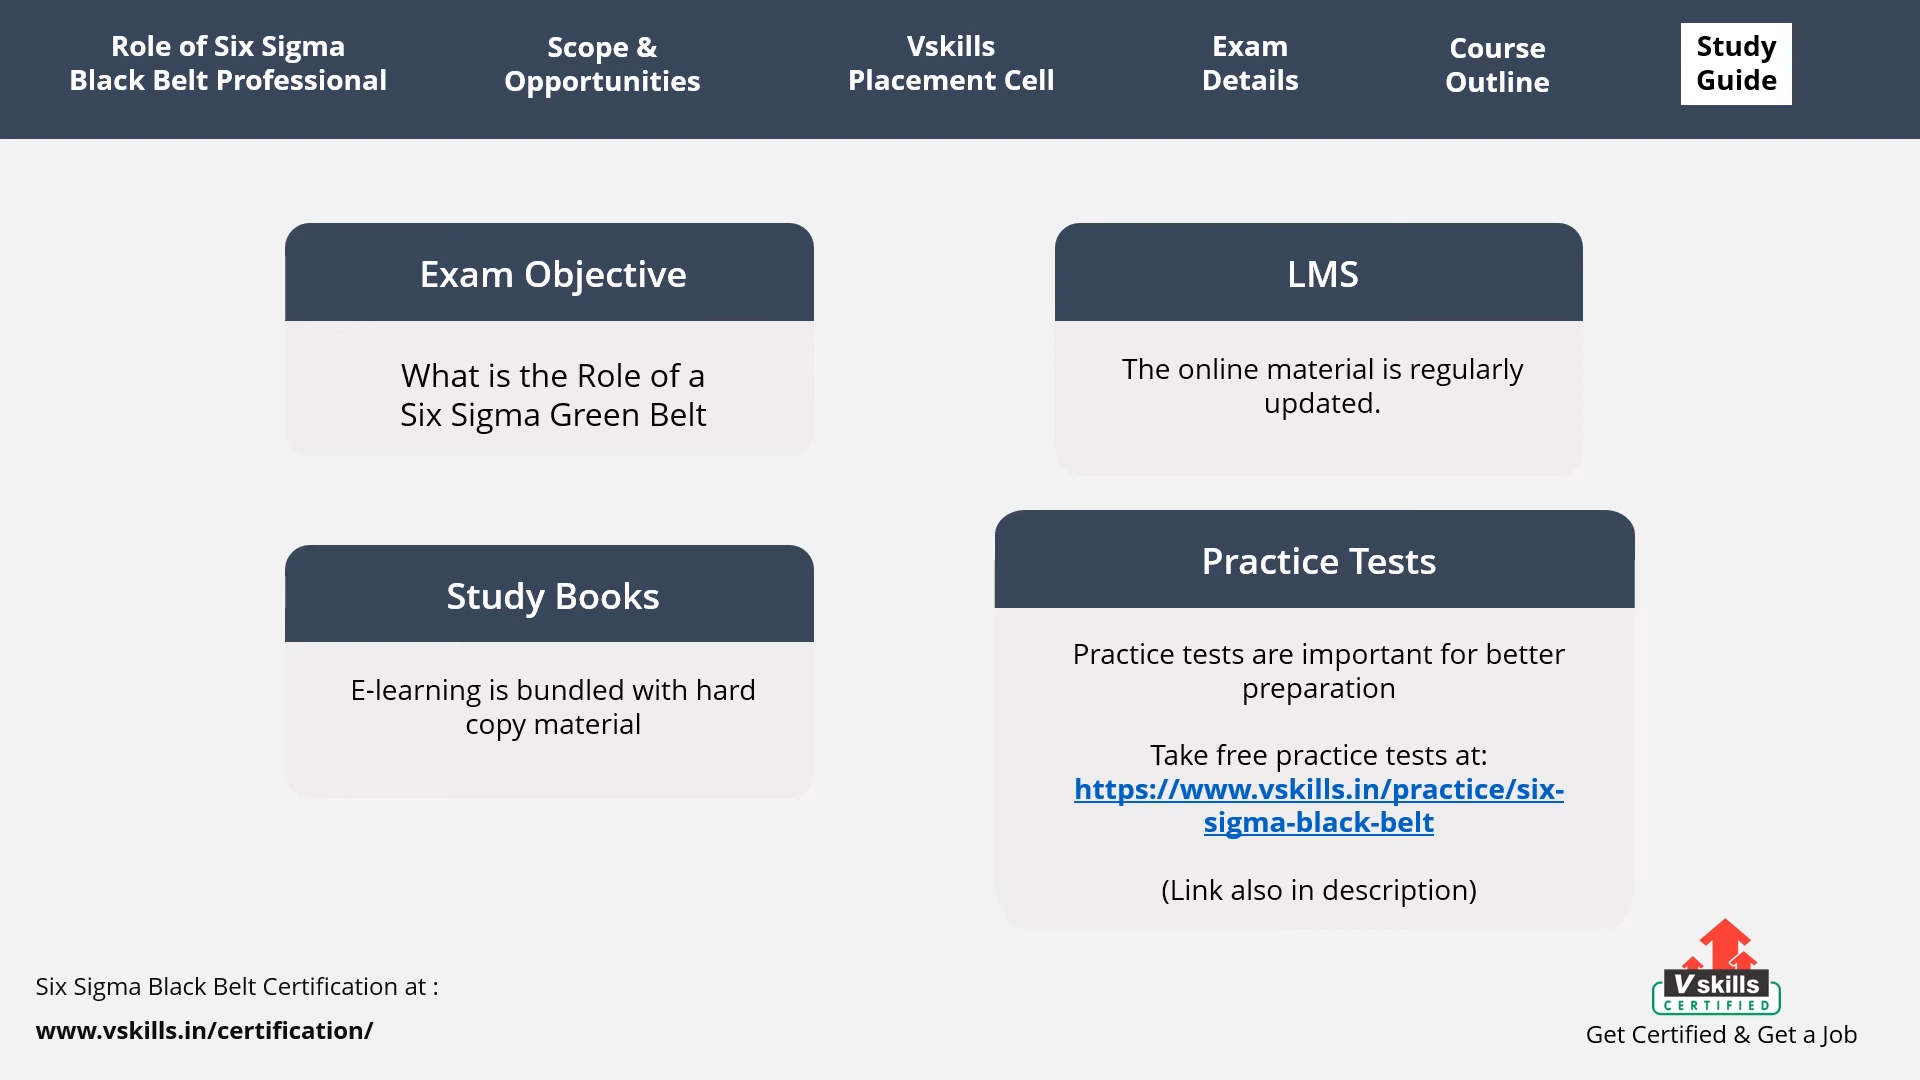 Role of Six Sigma
Black Belt Professional
Scope &
Opportunities
Vskills
Placement Cell
Exam
Details
Course
Outline
Study
Guide
Exam Objective
What is the Role of a
Six Sigma Green Belt
LMS
The online material is regularly
updated.
Study Books
E-learning is bundled with hard
copy material
Practice Tests
Practice tests are important for better
preparation
Take free practice tests at:
https://www.vskills.in/practice/six-
sigma-black-belt
(Link also in description)
Six Sigma Black Belt Certification at :
www.vskills.in/certification/
Vskills
CERTIFIED
Get Certified & Get a Job